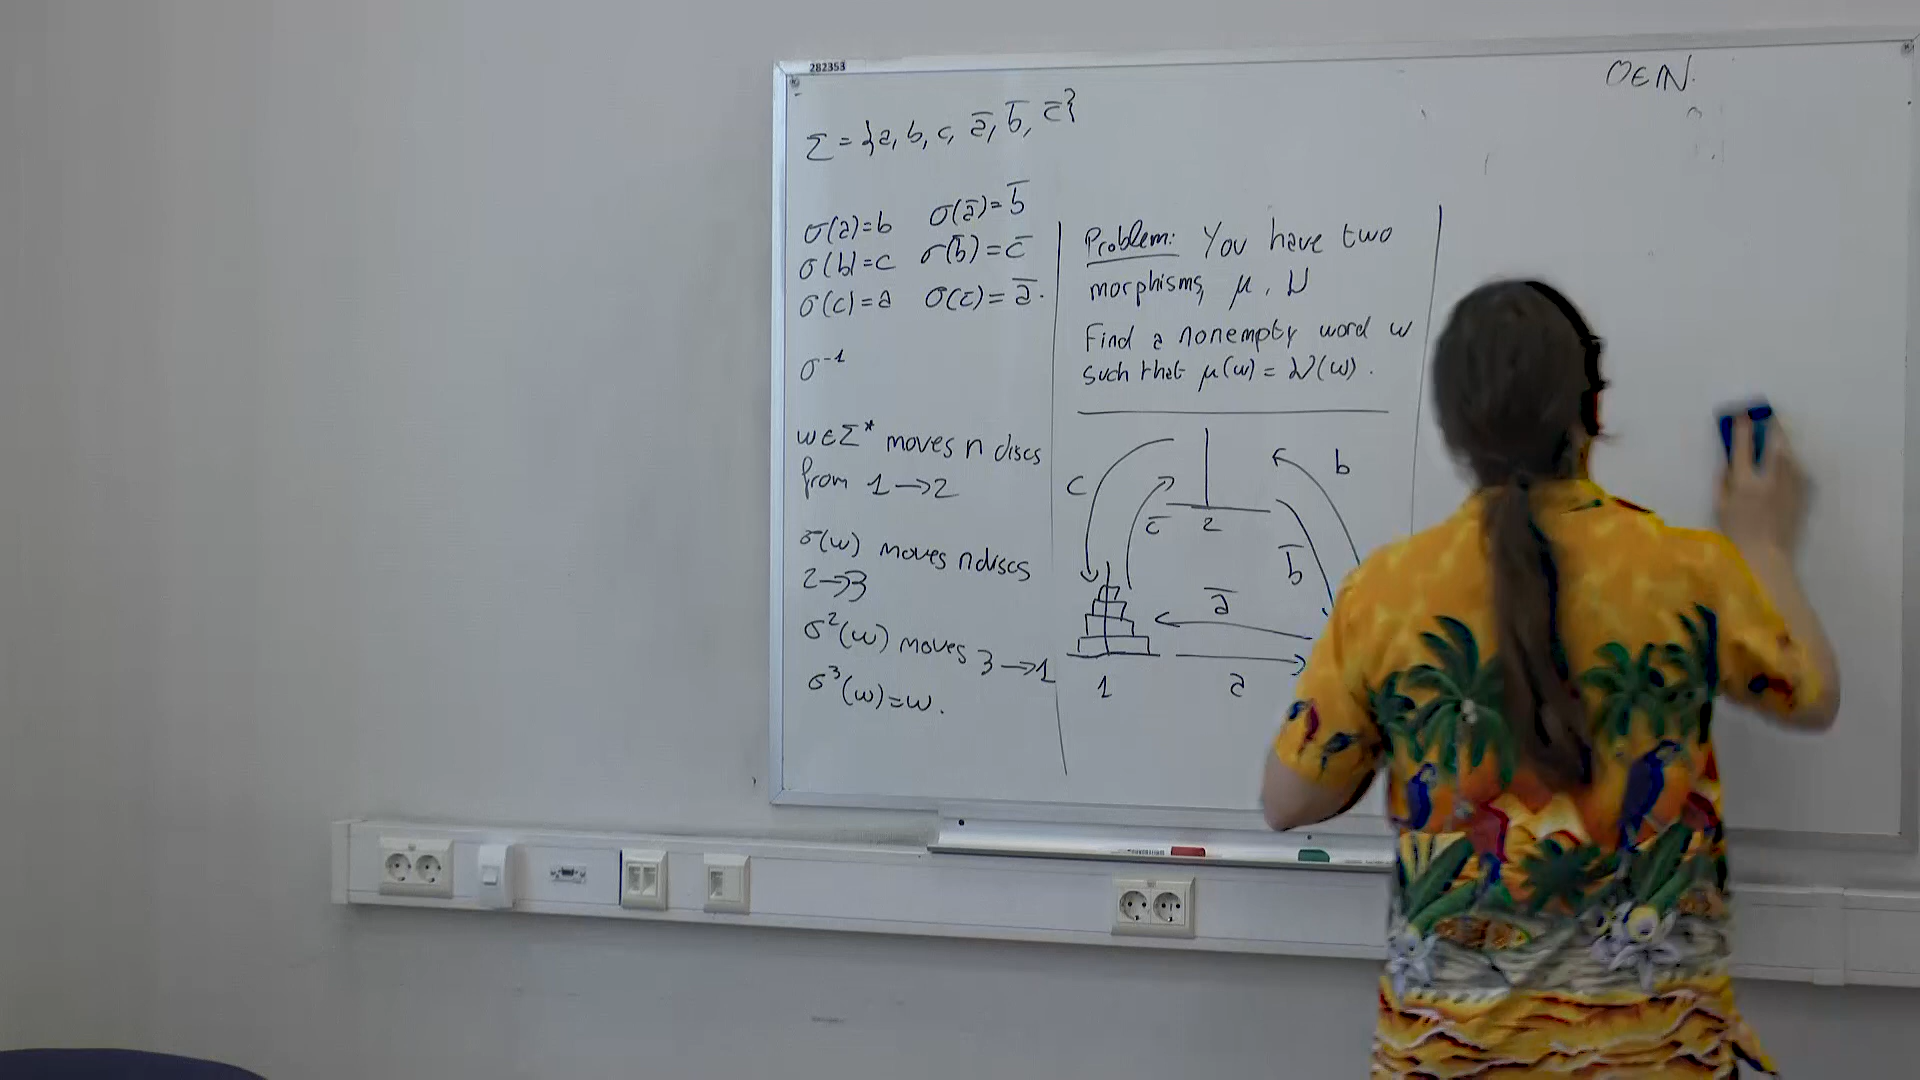 282353
0∈ℕ.
Σ = {a, b, c, a̅, b̅, c̅}
σ(a)=b σ(a̅)=b̅
σ(b)=c σ(b̅)=c̅
σ(c)=a σ(c̅)=a̅.
σ⁻¹
w∈Σ* moves n discs
from 1→2
σ(w) moves n discs
2→3
σ²(w) moves 3→1
σ³(w)=w.
Problem: You have two
morphisms, μ, ν
Find a nonempty word w
such that μ(w) = ν(w).
c
b
c̅
2
b̅
a̅
1
a